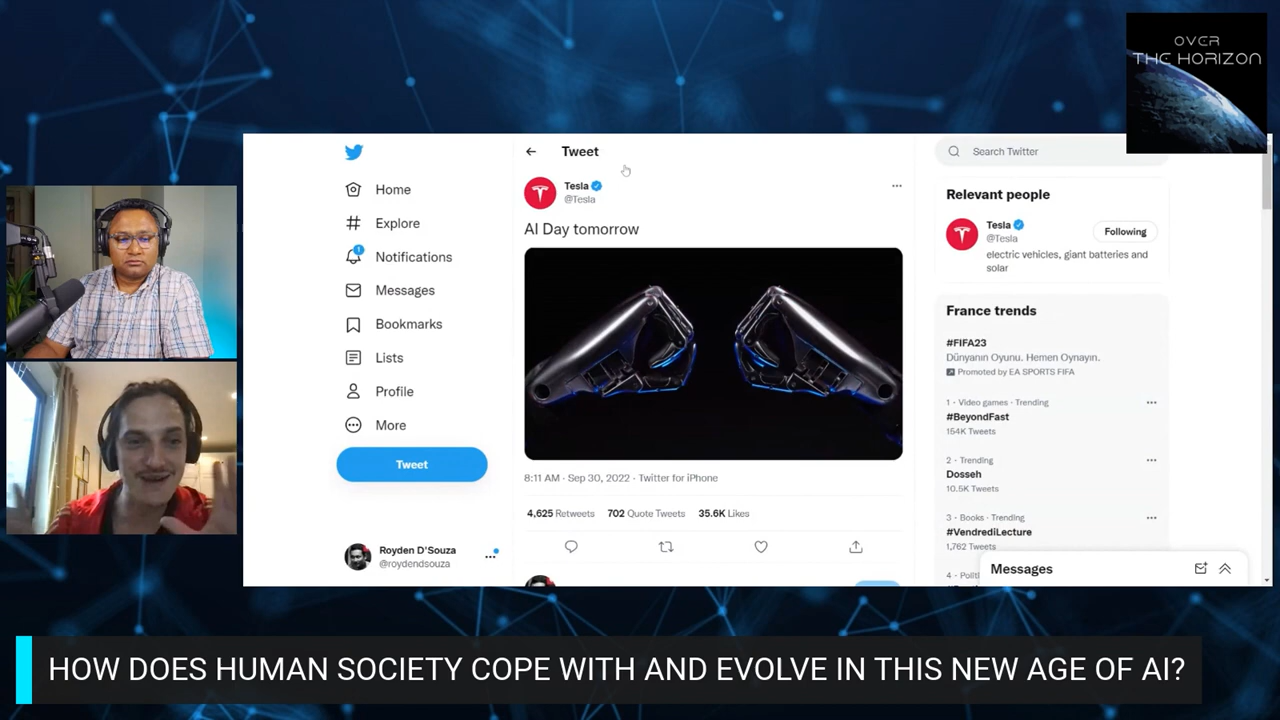 OVER
THE HORIZON
Tweet
Search Twitter
Home
Explore
1
Notifications
Messages
Bookmarks
Lists
Profile
More
Tweet
Royden D'Souza
@roydendsouza
Tesla
@Tesla
AI Day tomorrow
8:11 AM · Sep 30, 2022 · Twitter for iPhone
4,625 Retweets 702 Quote Tweets 35.6K Likes
Relevant people
Tesla
@Tesla
Following
electric vehicles, giant batteries and
solar
France trends
#FIFA23
Dünyanın Oyunu. Hemen Oynayın.
Promoted by EA SPORTS FIFA
1 · Video games · Trending
#BeyondFast
154K Tweets
2 · Trending
Dosseh
10.5K Tweets
3 · Books · Trending
#VendrediLecture
1,762 Tweets
Messages
HOW DOES HUMAN SOCIETY COPE WITH AND EVOLVE IN THIS NEW AGE OF AI?